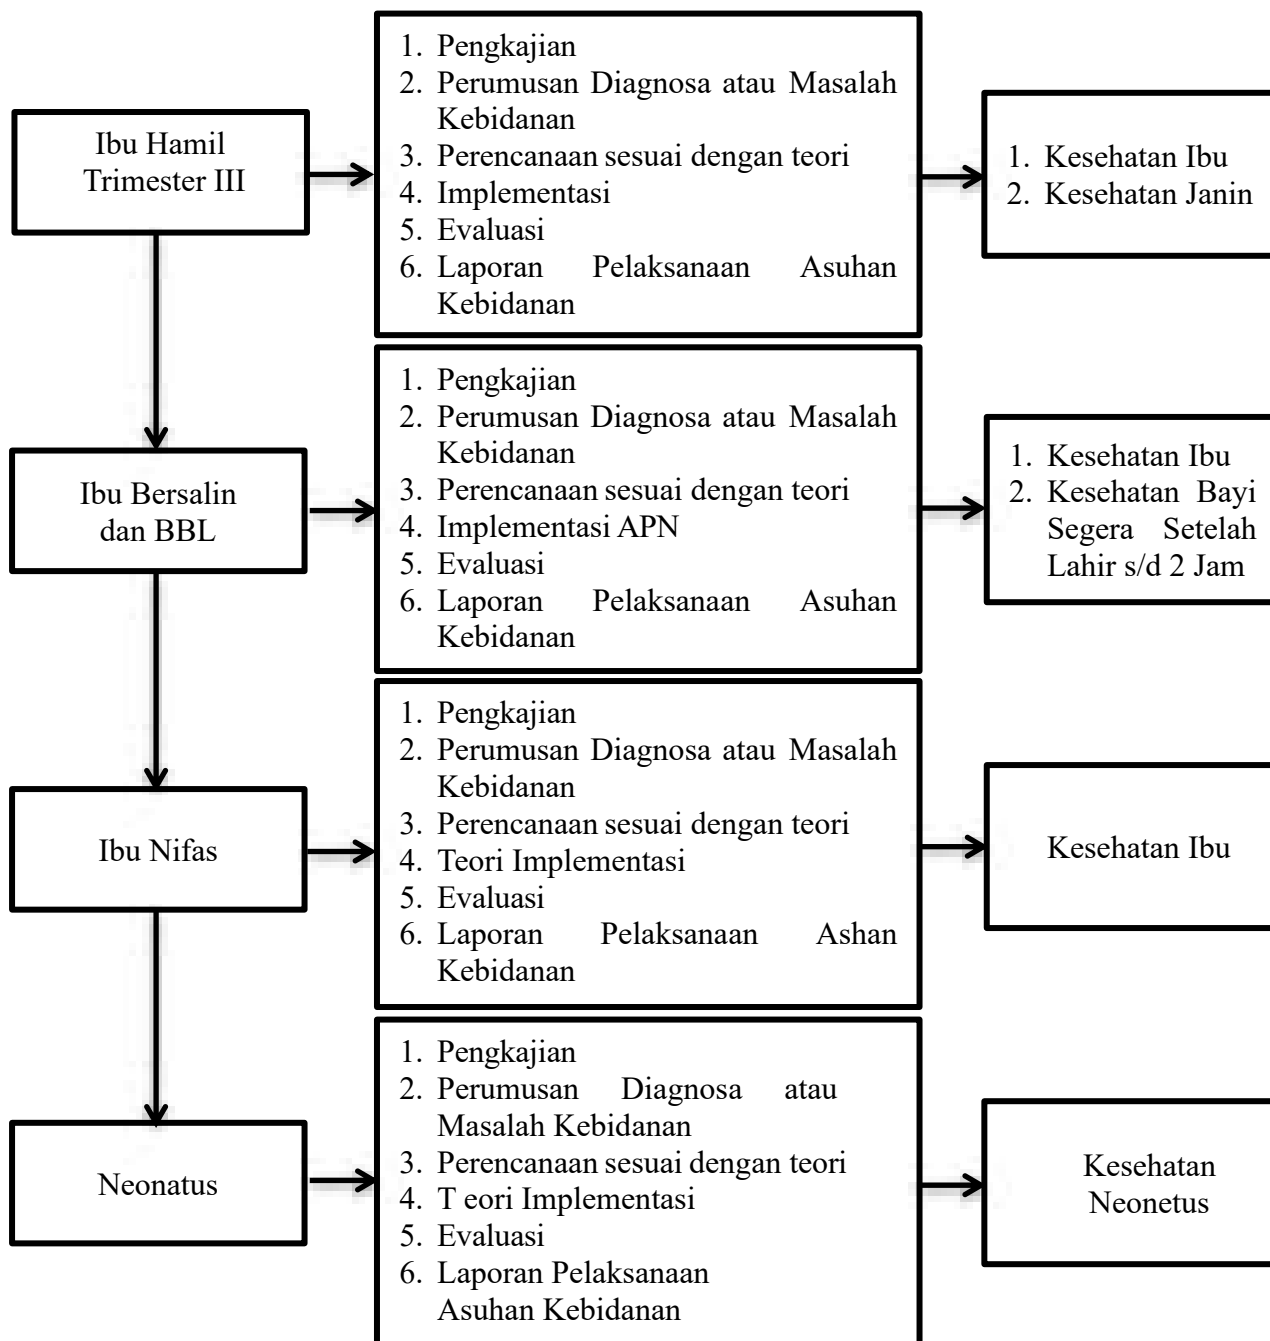 Ibu Hamil
Trimester III
1. Pengkajian
2. Perumusan Diagnosa atau Masalah
Kebidanan
3. Perencanaan sesuai dengan teori
4. Implementasi
5. Evaluasi
6. Laporan Pelaksanaan Asuhan
Kebidanan
1. Kesehatan Ibu
2. Kesehatan Janin
Ibu Bersalin
dan BBL
1. Pengkajian
2. Perumusan Diagnosa atau Masalah
Kebidanan
3. Perencanaan sesuai dengan teori
4. Implementasi APN
5. Evaluasi
6. Laporan Pelaksanaan Asuhan
Kebidanan
1. Kesehatan Ibu
2. Kesehatan Bayi
Segera Setelah
Lahir s/d 2 Jam
Ibu Nifas
1. Pengkajian
2. Perumusan Diagnosa atau Masalah
Kebidanan
3. Perencanaan sesuai dengan teori
4. Teori Implementasi
5. Evaluasi
6. Laporan Pelaksanaan Ashan
Kebidanan
Kesehatan Ibu
Neonatus
1. Pengkajian
2. Perumusan Diagnosa atau
Masalah Kebidanan
3. Perencanaan sesuai dengan teori
4. T eori Implementasi
5. Evaluasi
6. Laporan Pelaksanaan
Asuhan Kebidanan
Kesehatan
Neonetus